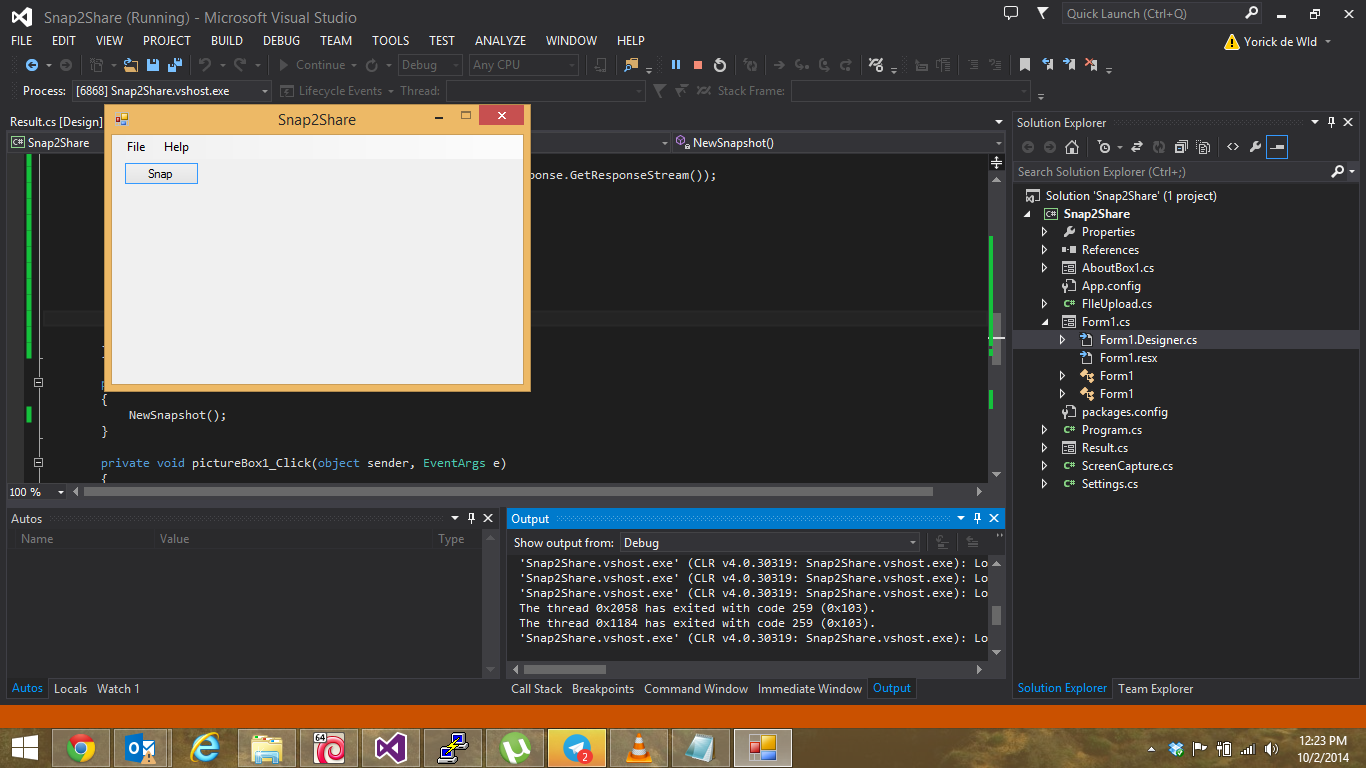 Snap2Share (Running) - Microsoft Visual Studio
Quick Launch (Ctrl+Q)
FILE EDIT VIEW PROJECT BUILD DEBUG TEAM TOOLS TEST ANALYZE WINDOW HELP
Yorick de Wld
Continue Debug Any CPU
Process: [6868] Snap2Share.vshost.exe Lifecycle Events Thread: Stack Frame:
Result.cs [Design]
Snap2Share
NewSnapshot()
Snap2Share
File Help
Snap
ponse.GetResponseStream());
{
NewSnapshot();
}
private void pictureBox1_Click(object sender, EventArgs e)
{
100 %
Solution Explorer
Search Solution Explorer (Ctrl+;)
Solution 'Snap2Share' (1 project)
Snap2Share
Properties
References
AboutBox1.cs
App.config
FIleUpload.cs
Form1.cs
Form1.Designer.cs
Form1.resx
Form1
Form1
packages.config
Program.cs
Result.cs
ScreenCapture.cs
Settings.cs
Autos
Name Value Type
Autos Locals Watch 1
Output
Show output from: Debug
'Snap2Share.vshost.exe' (CLR v4.0.30319: Snap2Share.vshost.exe): Lo
'Snap2Share.vshost.exe' (CLR v4.0.30319: Snap2Share.vshost.exe): Lo
'Snap2Share.vshost.exe' (CLR v4.0.30319: Snap2Share.vshost.exe): Lo
The thread 0x2058 has exited with code 259 (0x103).
The thread 0x1184 has exited with code 259 (0x103).
'Snap2Share.vshost.exe' (CLR v4.0.30319: Snap2Share.vshost.exe): Lo
Call Stack Breakpoints Command Window Immediate Window Output
Solution Explorer Team Explorer
64
2
12:23 PM
10/2/2014